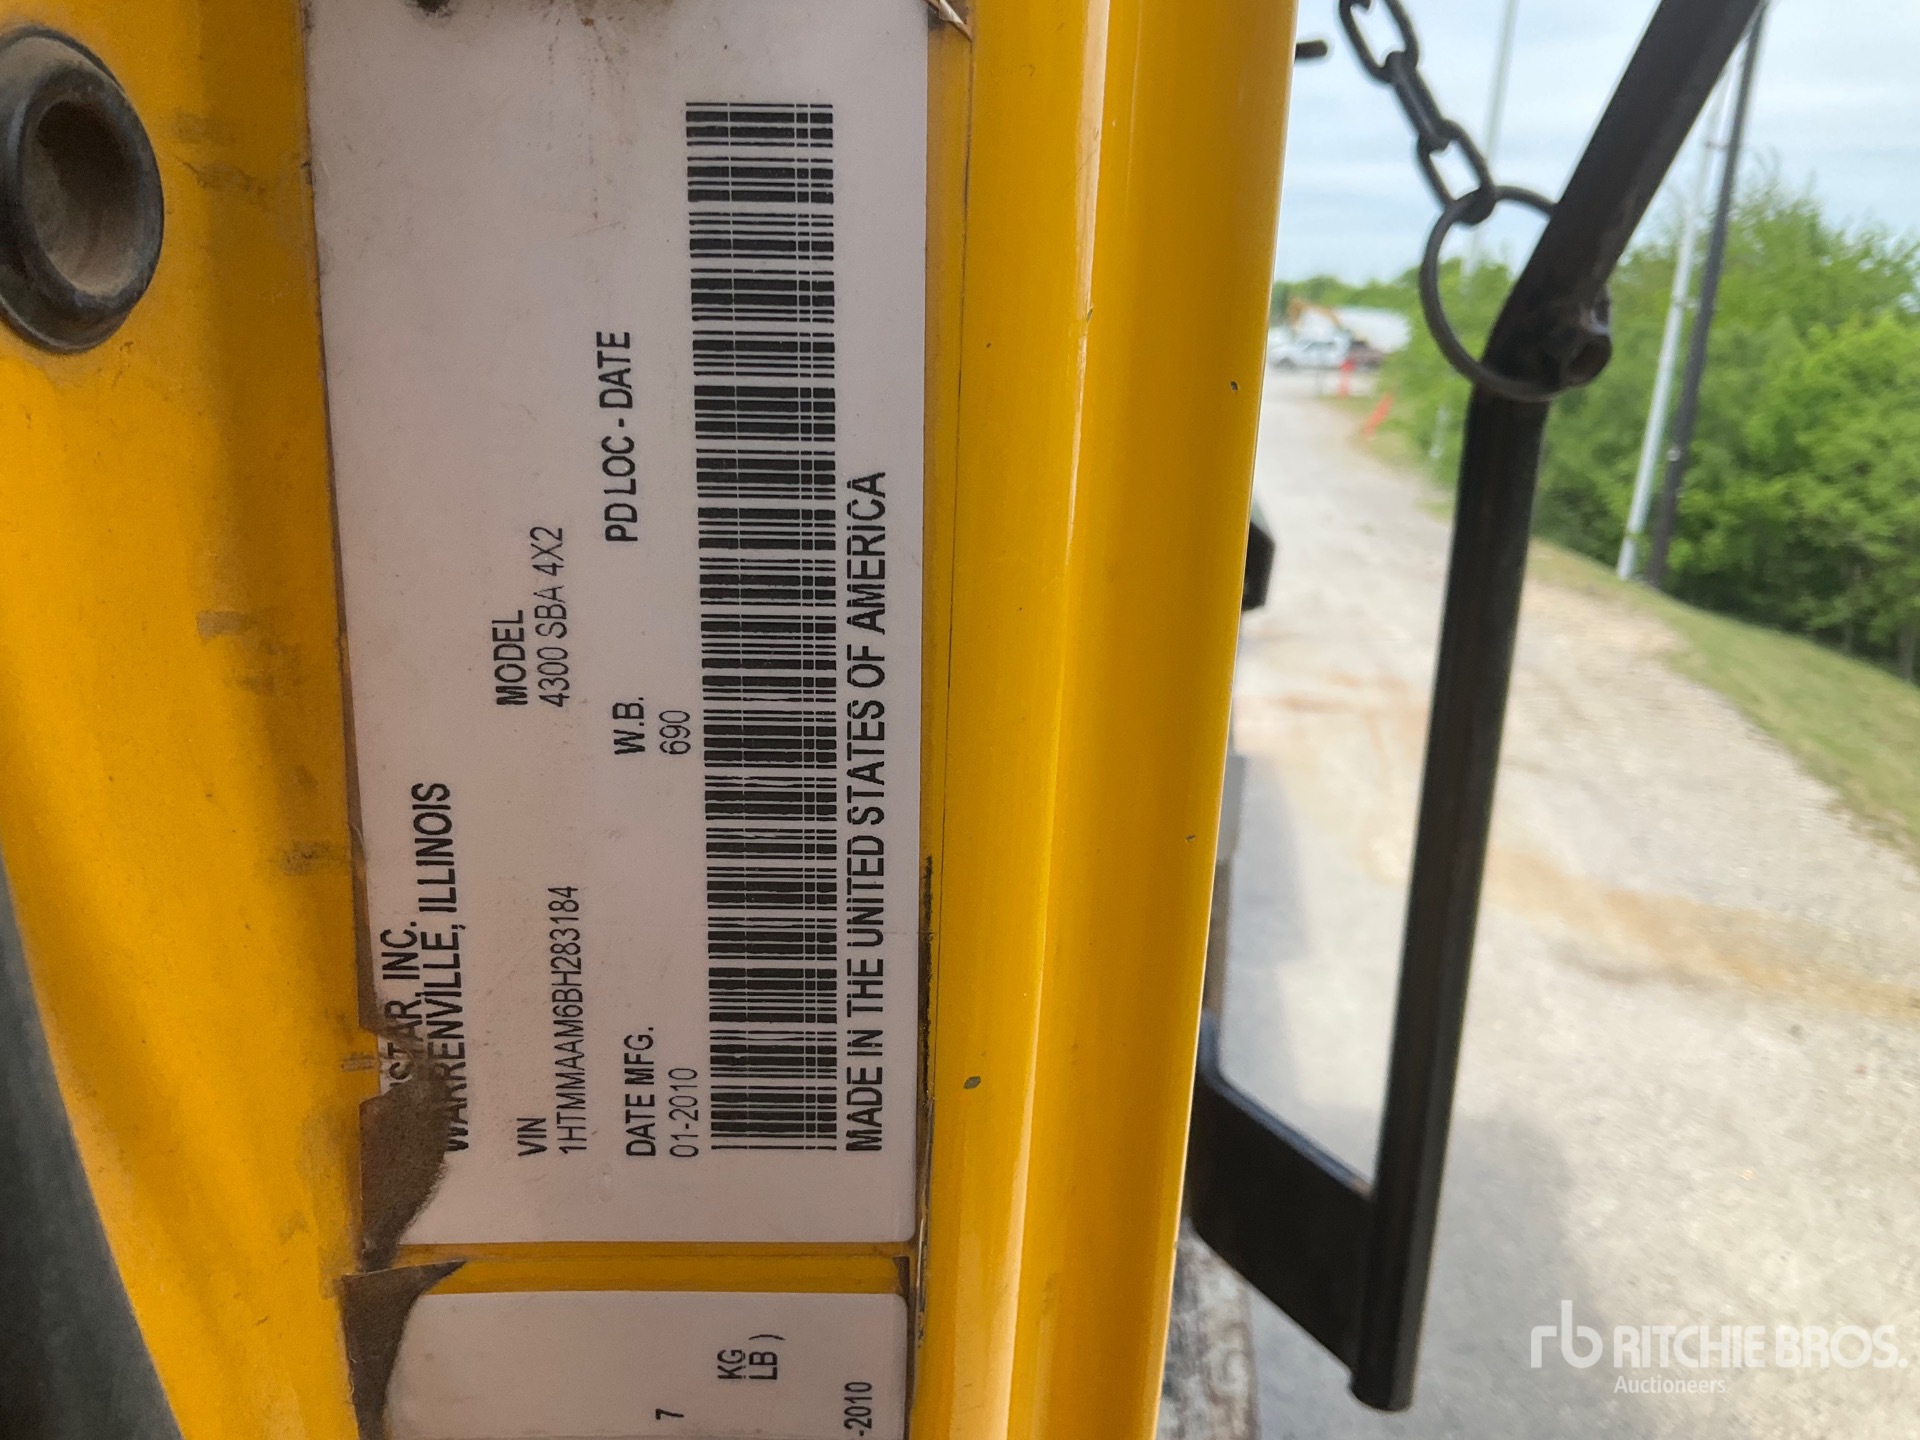 INC.
WARRENVILLE, ILLINOIS
VIN
1HTMMAAM6BH283184
MODEL
4300 SBA 4X2
DATE MFG.
01-2010
W.B.
690
PD LOC - DATE
MADE IN THE UNITED STATES OF AMERICA
7
KG
LB )
-2010
rb RITCHIE BROS.
Auctioneers